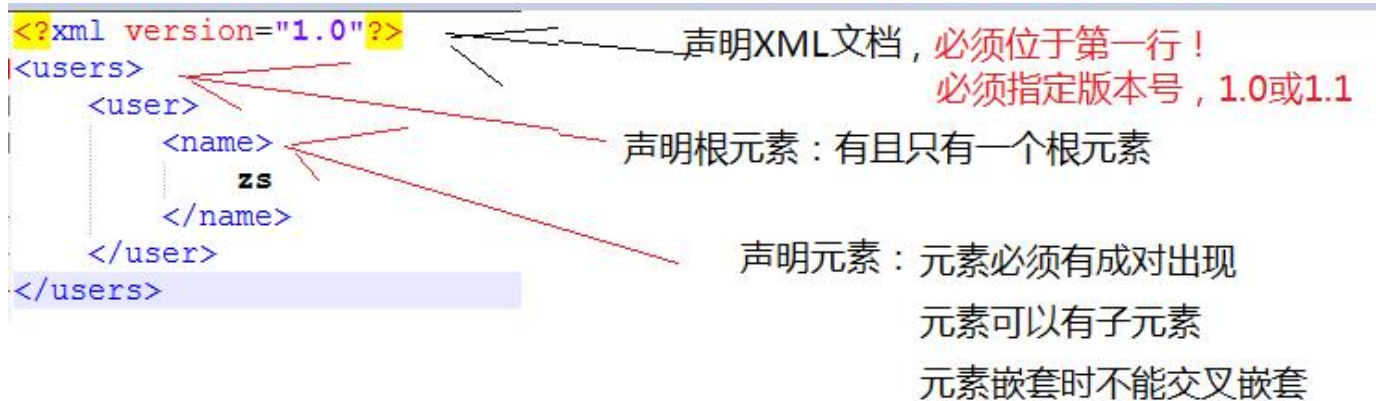 <?xml version="1.0"?>
声明XML文档，必须位于第一行！
必须指定版本号，1.0或1.1
<users>
<user>
<name>
声明根元素：有且只有一个根元素
zs
</name>
</user>
声明元素：元素必须有成对出现
</users>
元素可以有子元素
元素嵌套时不能交叉嵌套